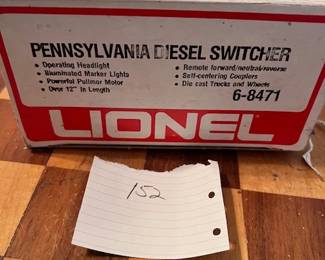 PENNSYLVANIA DIESEL SWITCHER
• Operating Headlight
• Illuminated Marker Lights
• Powerful Pullmor Motor
• Over 12" in Length
• Remote forward/neutral/reverse
• Self-centering Couplers
• Die cast Trucks and Wheels
6-8471
LIONEL
152